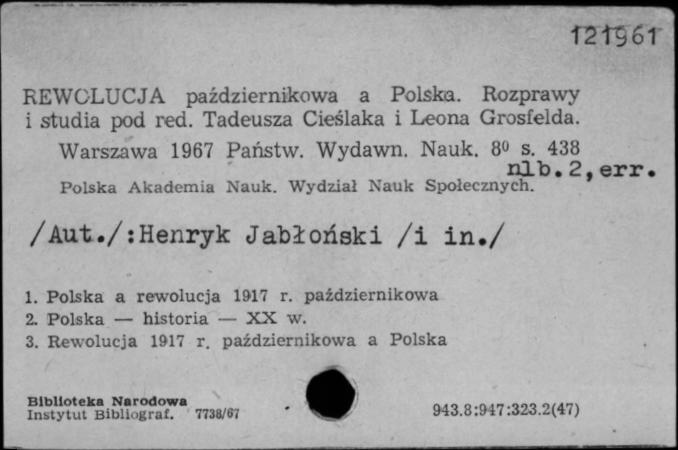 121961
REWOLUCJA październikowa a Polska. Rozprawy
i studia pod red. Tadeusza Cieślaka i Leona Grosfelda.
Warszawa 1967 Państw. Wydawn. Nauk. 8⁰ s. 438
nlb.2,err.
Polska Akademia Nauk. Wydział Nauk Społecznych.
/Aut./:Henryk Jabłoński /i in./
1. Polska a rewolucja 1917 r. październikowa
2. Polska — historia — XX w.
3. Rewolucja 1917 r. październikowa a Polska
Biblioteka Narodowa
Instytut Bibliograf. 7738/67
943.8:947:323.2(47)